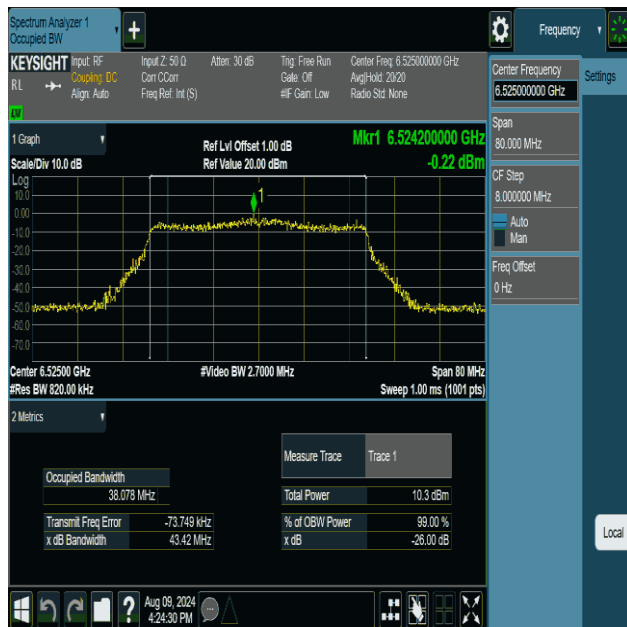 Spectrum Analyzer 1
Occupied BW
+
Frequency
KEYSIGHT
RL
Input: RF
Coupling: DC
Align: Auto
Input Z: 50 Ω
Corr CCorr
Freq Ref: Int (S)
Atten: 30 dB
Trig: Free Run
Gate: Off
#IF Gain: Low
Center Freq: 6.525000000 GHz
Avg|Hold: 20/20
Radio Std: None
Center Frequency
6.525000000 GHz
Settings
Span
80.000 MHz
CF Step
8.000000 MHz
Auto
Man
Freq Offset
0 Hz
1 Graph
Scale/Div 10.0 dB
Ref Lvl Offset 1.00 dB
Ref Value 20.00 dBm
Mkr1 6.524200000 GHz
-0.22 dBm
Log
10.0
0.00
-10.0
-20.0
-30.0
-40.0
-50.0
-60.0
-70.0
1
Center 6.52500 GHz
#Res BW 820.00 kHz
#Video BW 2.7000 MHz
Span 80 MHz
Sweep 1.00 ms (1001 pts)
2 Metrics
Measure Trace Trace 1
Occupied Bandwidth
38.078 MHz
Total Power 10.3 dBm
Transmit Freq Error -73.749 kHz
% of OBW Power 99.00 %
x dB Bandwidth 43.42 MHz
x dB -26.00 dB
Local
?
Aug 09, 2024
4:24:30 PM